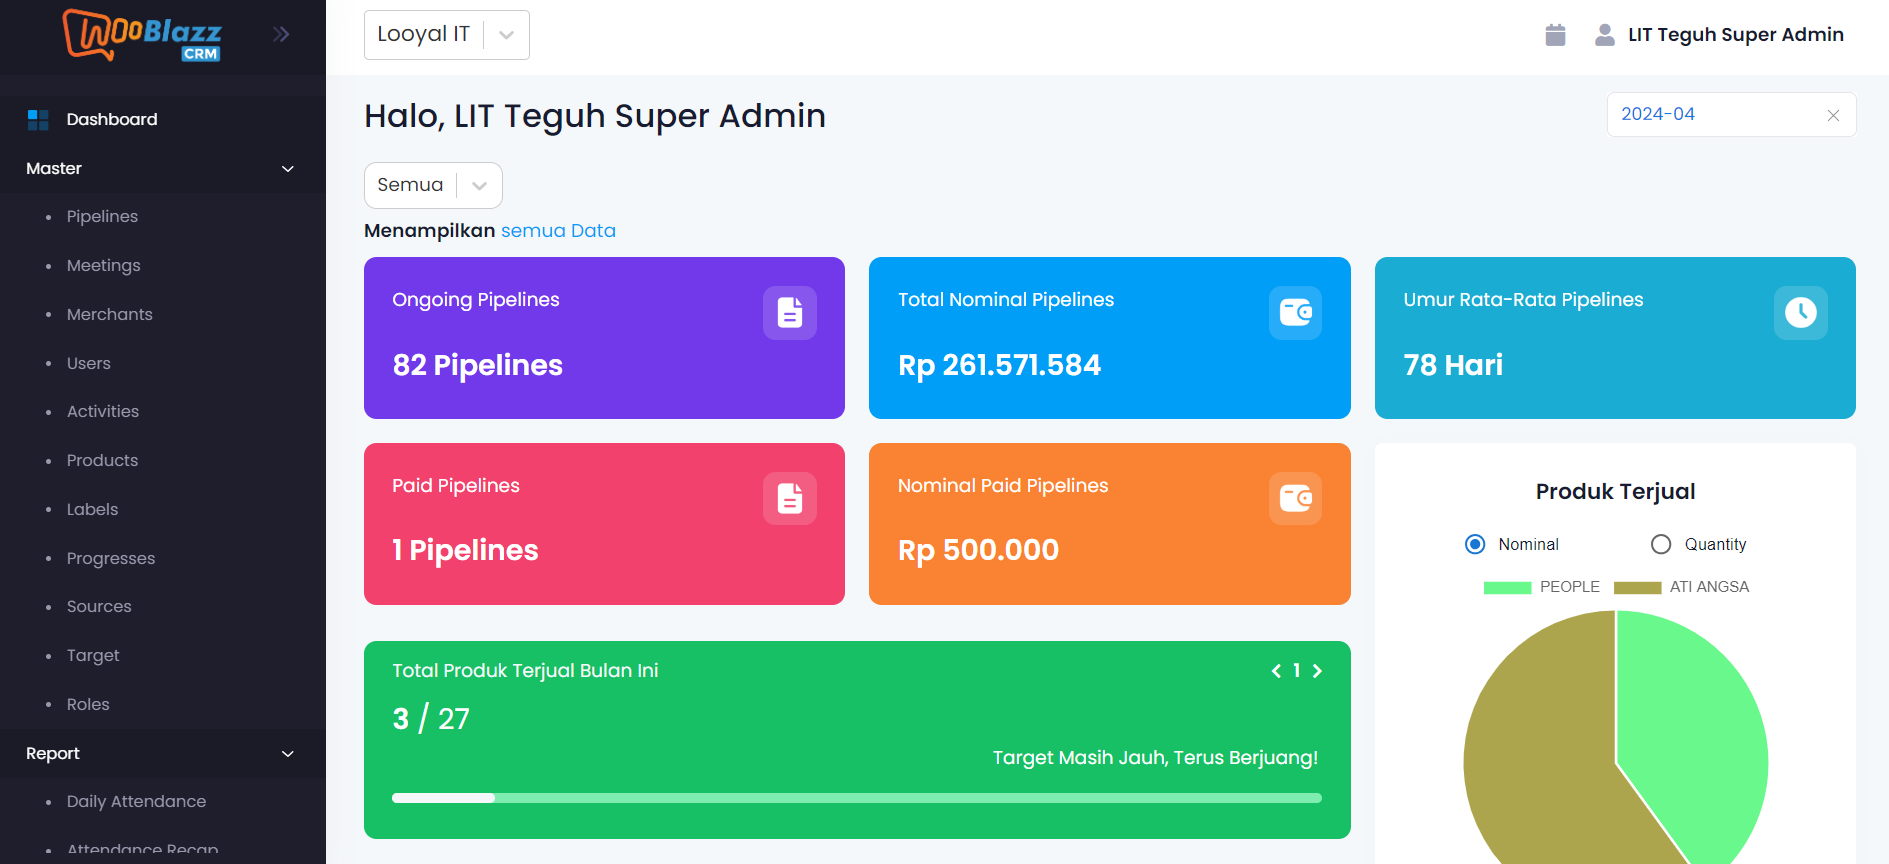 WooBlazz
CRM
Looyal IT
LIT Teguh Super Admin
Dashboard
Master
Pipelines
Meetings
Merchants
Users
Activities
Products
Labels
Progresses
Sources
Target
Roles
Report
Daily Attendance
Attendance Recap
Halo, LIT Teguh Super Admin
2024-04
Semua
Menampilkan semua Data
Ongoing Pipelines
82 Pipelines
Total Nominal Pipelines
Rp 261.571.584
Umur Rata-Rata Pipelines
78 Hari
Paid Pipelines
1 Pipelines
Nominal Paid Pipelines
Rp 500.000
Total Produk Terjual Bulan Ini
1
3 / 27
Target Masih Jauh, Terus Berjuang!
Produk Terjual
Nominal
Quantity
PEOPLE
ATI ANGSA